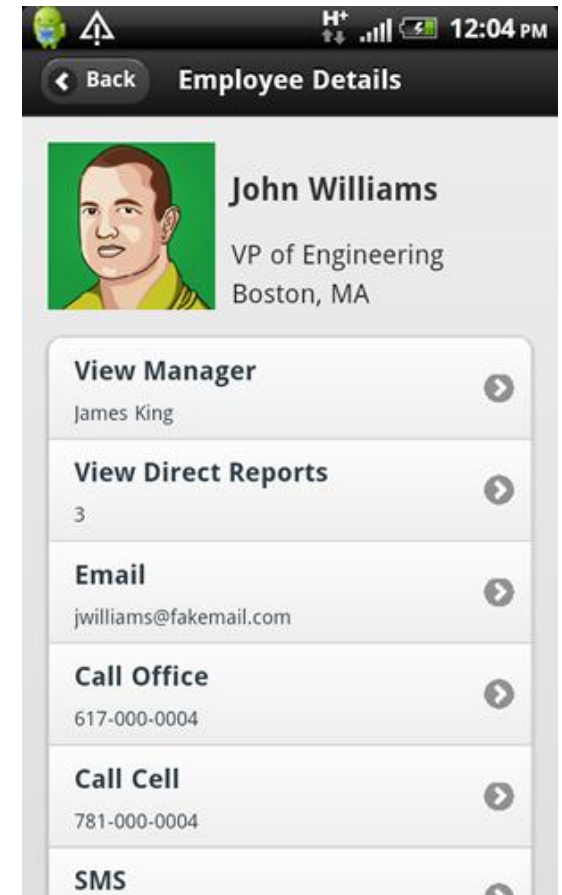 H+ 12:04 PM
Back Employee Details
John Williams
VP of Engineering
Boston, MA
View Manager
James King
View Direct Reports
3
Email
jwilliams@fakemail.com
Call Office
617-000-0004
Call Cell
781-000-0004
SMS